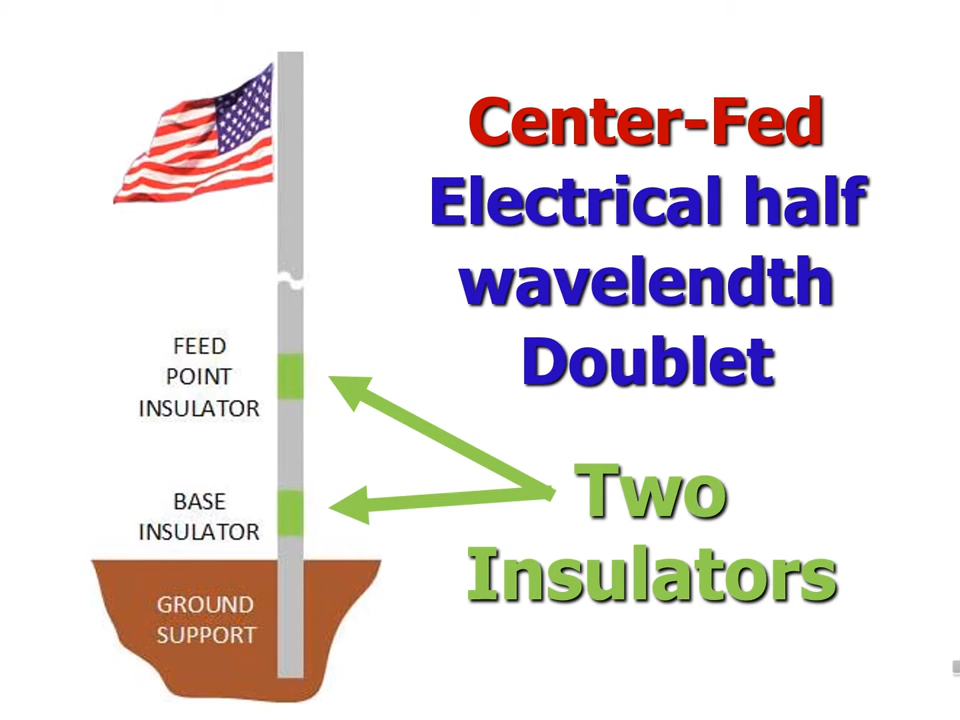 Center-Fed
Electrical half
wavelendth
Doublet
FEED
POINT
INSULATOR
Two
Insulators
BASE
INSULATOR
GROUND
SUPPORT